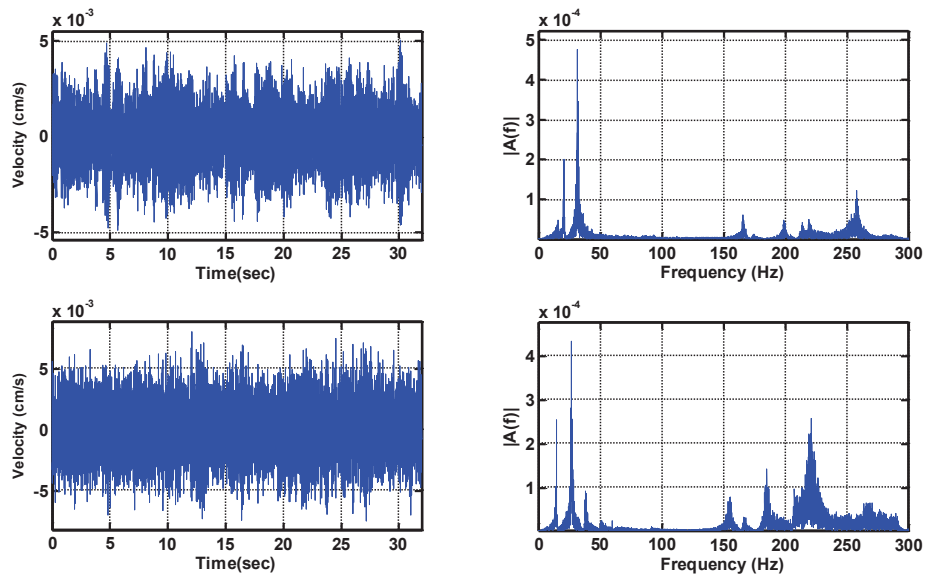 x 10-3
5
0
-5
Velocity (cm/s)
0 5 10 15 20 25 30
Time(sec)
x 10-4
5
4
3
2
1
|A(f)|
0 50 100 150 200 250 300
Frequency (Hz)
x 10-3
5
0
-5
Velocity (cm/s)
0 5 10 15 20 25 30
Time(sec)
x 10-4
4
3
2
1
|A(f)|
0 50 100 150 200 250 300
Frequency (Hz)